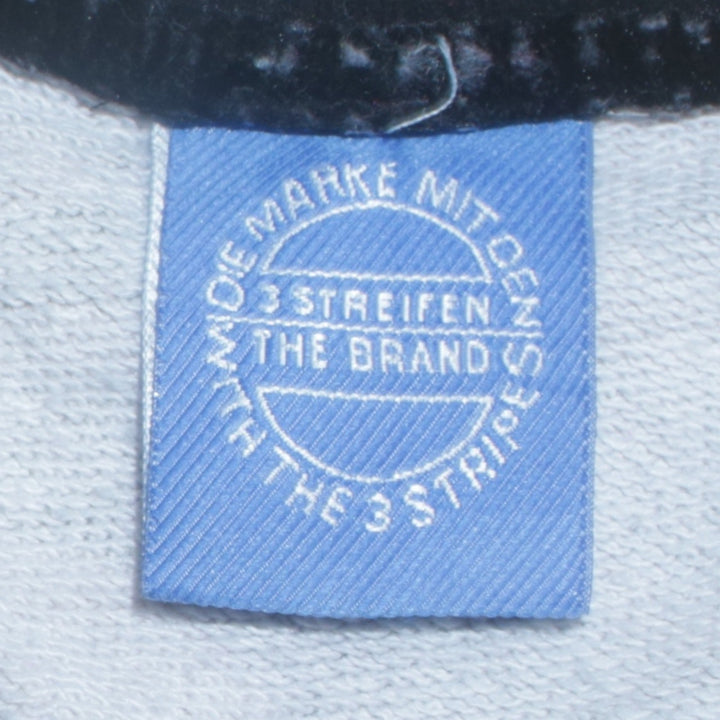 DIE MARKE MIT DEN
3 STREIFEN
THE BRAND
WITH THE 3 STRIPES